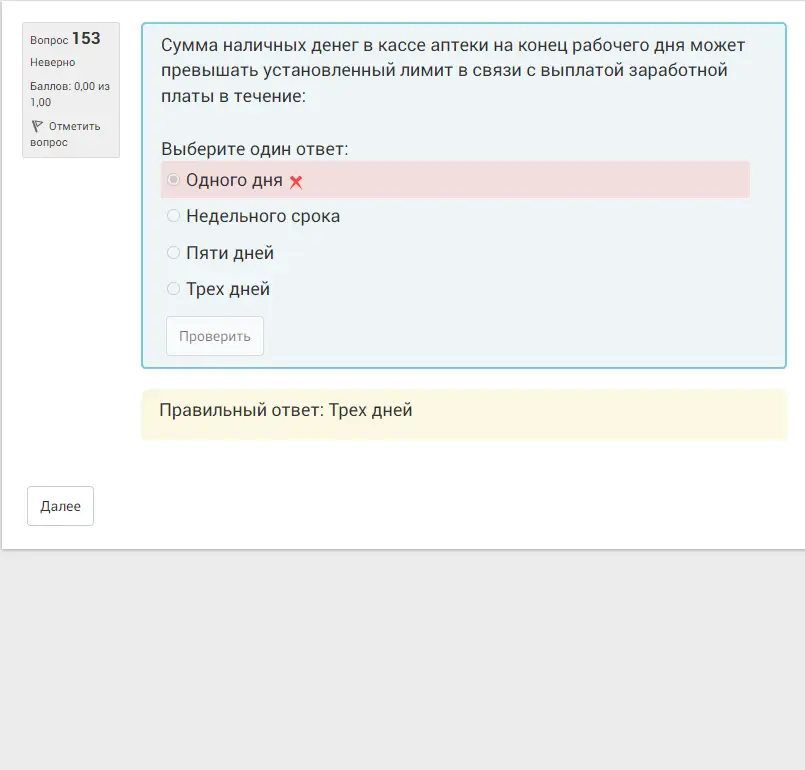 Вопрос 153
Неверно
Баллов: 0,00 из
1,00
Отметить
вопрос
Сумма наличных денег в кассе аптеки на конец рабочего дня может
превышать установленный лимит в связи с выплатой заработной
платы в течение:
Выберите один ответ:
Одного дня
Недельного срока
Пяти дней
Трех дней
Проверить
Правильный ответ: Трех дней
Далее